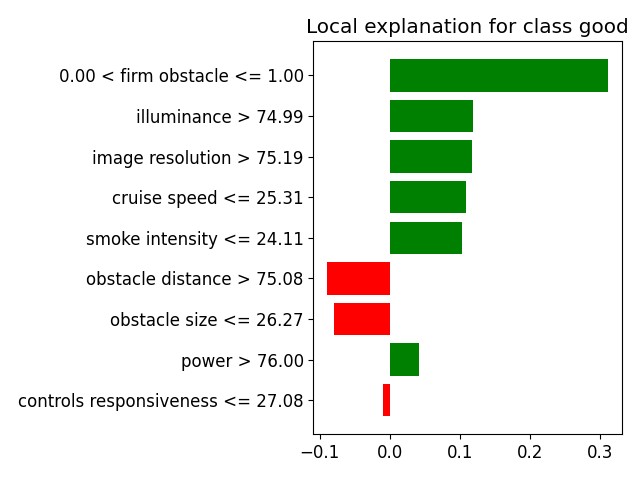 Local explanation for class good
0.00 < firm obstacle <= 1.00
illuminance > 74.99
image resolution > 75.19
cruise speed <= 25.31
smoke intensity <= 24.11
obstacle distance > 75.08
obstacle size <= 26.27
power > 76.00
controls responsiveness <= 27.08
−0.1 0.0 0.1 0.2 0.3